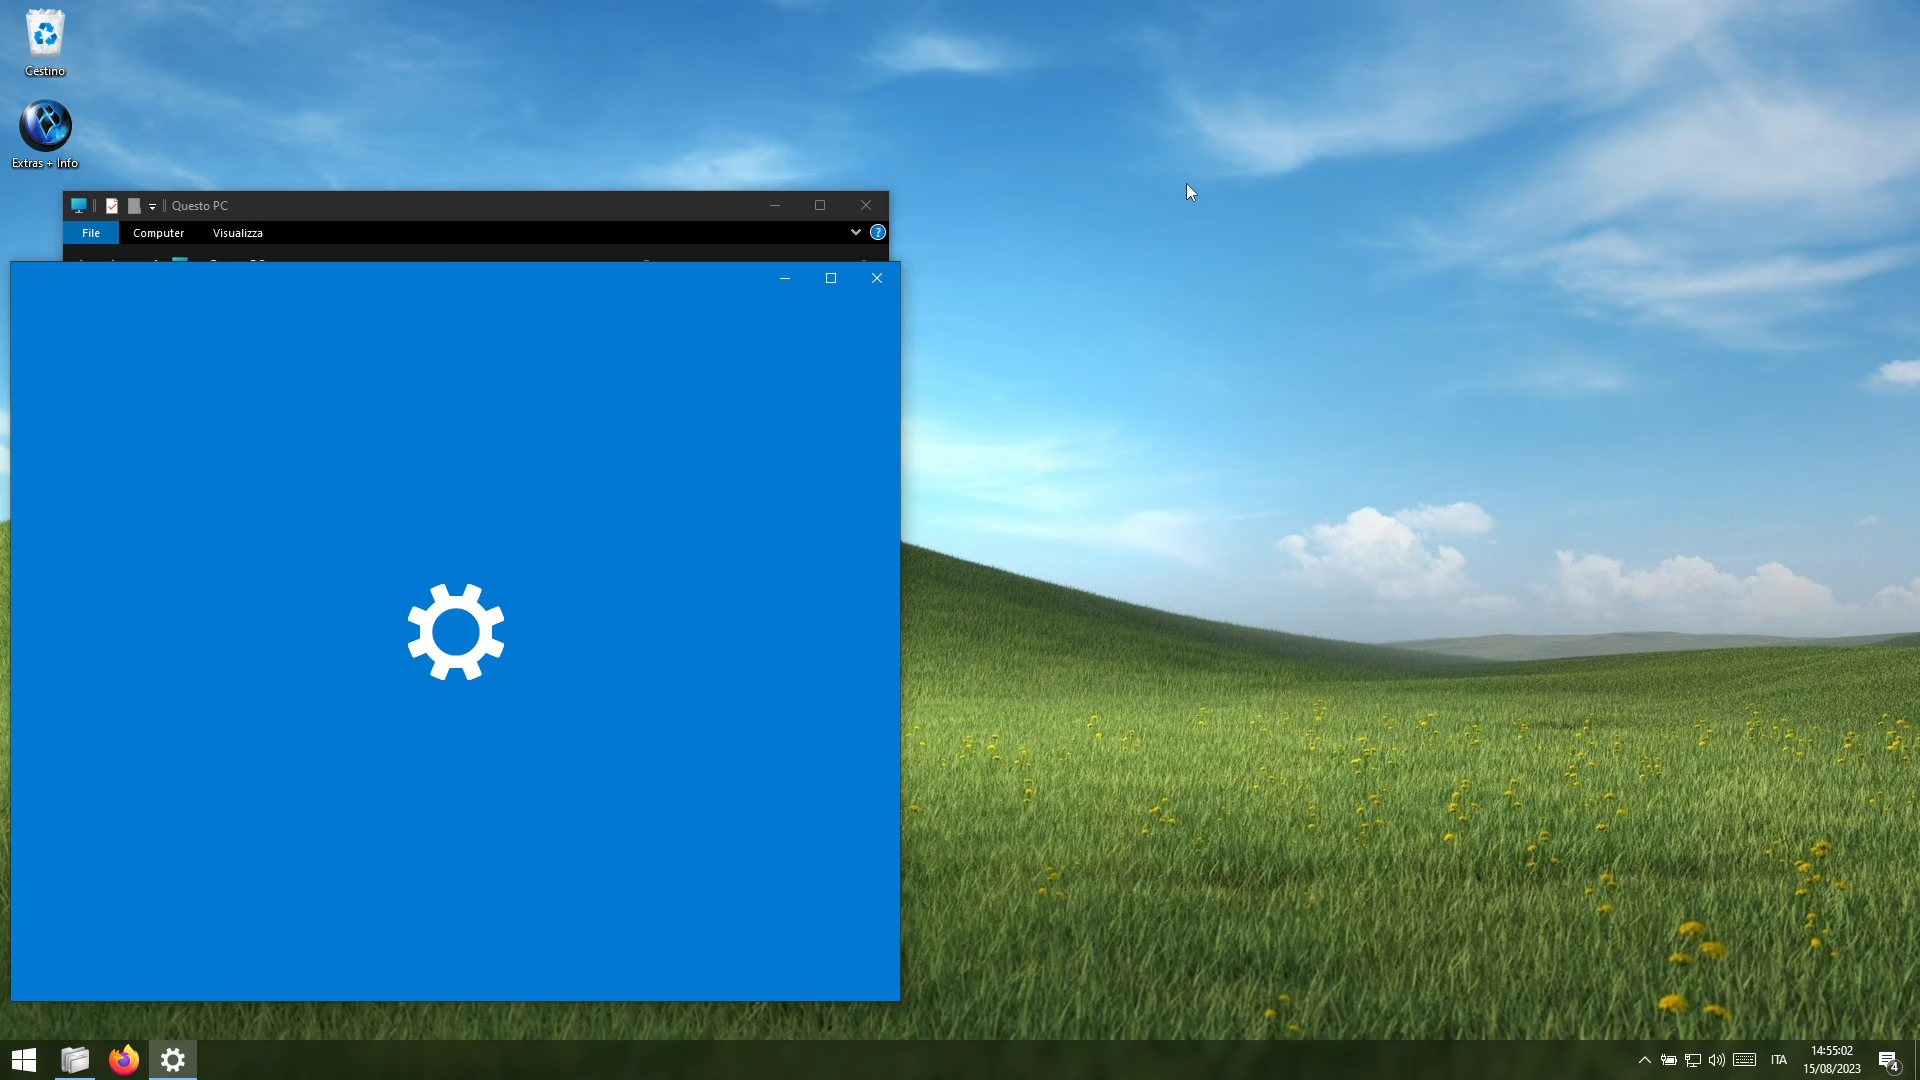 Cestino
Extras + Info
Questo PC
File
Computer
Visualizza
?
ITA
14:55:02
15/08/2023
4